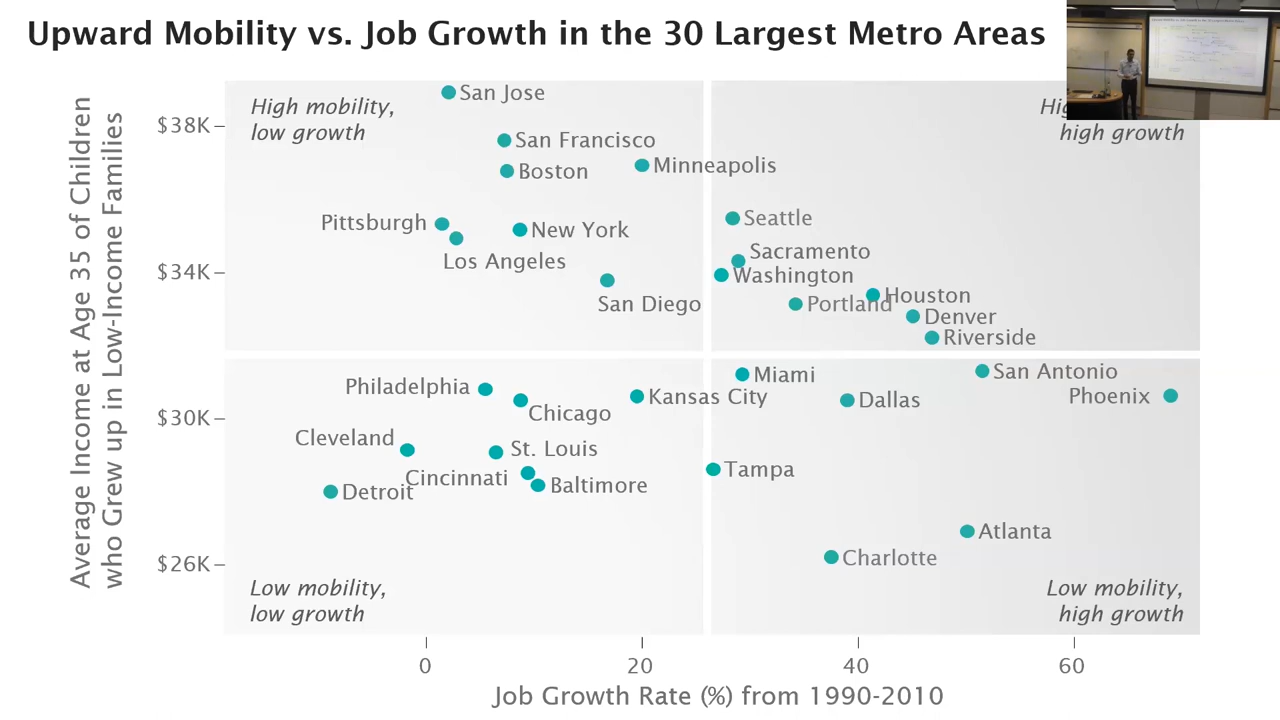 Upward Mobility vs. Job Growth in the 30 Largest Metro Areas
Average Income at Age 35 of Children
who Grew up in Low-Income Families
$38K
$34K
$30K
$26K
High mobility,
low growth
high growth
San Jose
San Francisco
Boston
Minneapolis
Pittsburgh
New York
Los Angeles
San Diego
Seattle
Sacramento
Washington
Portland
Houston
Denver
Riverside
Philadelphia
Chicago
Kansas City
Miami
Dallas
San Antonio
Phoenix
Cleveland
St. Louis
Cincinnati
Baltimore
Detroit
Tampa
Atlanta
Charlotte
Low mobility,
low growth
Low mobility,
high growth
0
20
40
60
Job Growth Rate (%) from 1990-2010